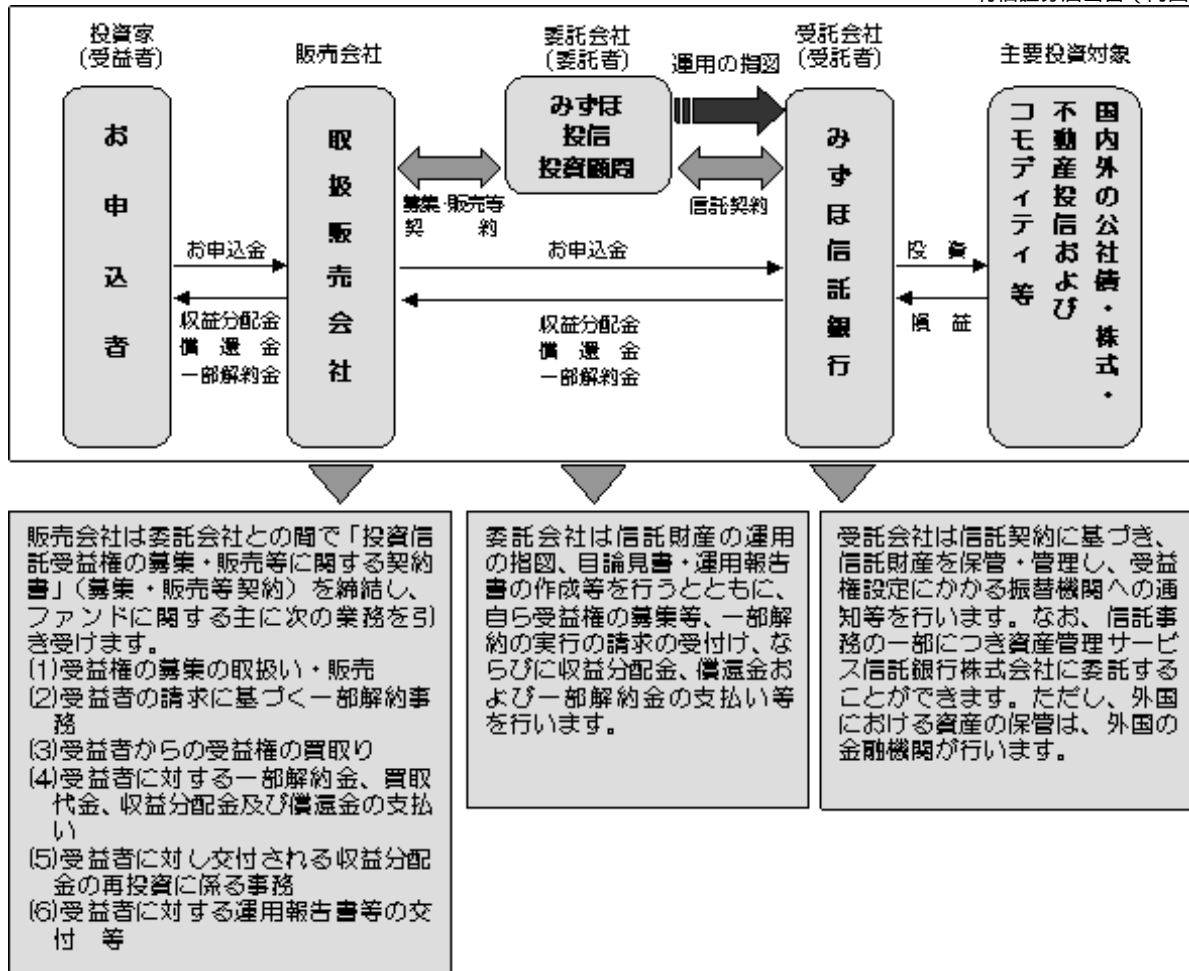 投資家
(受益者)
販売会社
委託会社
(委託者)
運用の指図
受託会社
(受託者)
主要投資対象
お申込者
取扱販売会社
みずほ
投信
投資顧問
みずほ信託銀行
国内外の公社債・株式・
不動産投信および
コモディティ等
募集・販売等
契　　約
信託契約
お申込金
収益分配金
償　還　金
一部解約金
お申込金
収益分配金
償　還　金
一部解約金
投　資
損　益
販売会社は委託会社との間で「投資信
託受益権の募集・販売等に関する契約
書」（募集・販売等契約）を締結し、
ファンドに関する主に次の業務を引
き受けます。
(1)受益権の募集の取扱い・販売
(2)受益者の請求に基づく一部解約事
務
(3)受益者からの受益権の買取り
(4)受益者に対する一部解約金、買取
代金、収益分配金及び償還金の支払
い
(5)受益者に対し交付される収益分配
金の再投資に係る事務
(6)受益者に対する運用報告書等の交
付　等
委託会社は信託財産の運用
の指図、目論見書・運用報告
書の作成等を行うとともに、
自ら受益権の募集等、一部解
約の実行の請求の受付け、な
らびに収益分配金、償還金お
よび一部解約金の支払い等
を行います。
受託会社は信託契約に基づき、
信託財産を保管・管理し、受益
権設定にかかる振替機関への通
知等を行います。なお、信託事
務の一部につき資産管理サービ
ス信託銀行株式会社に委託する
ことができます。ただし、外国
における資産の保管は、外国の
金融機関が行います。